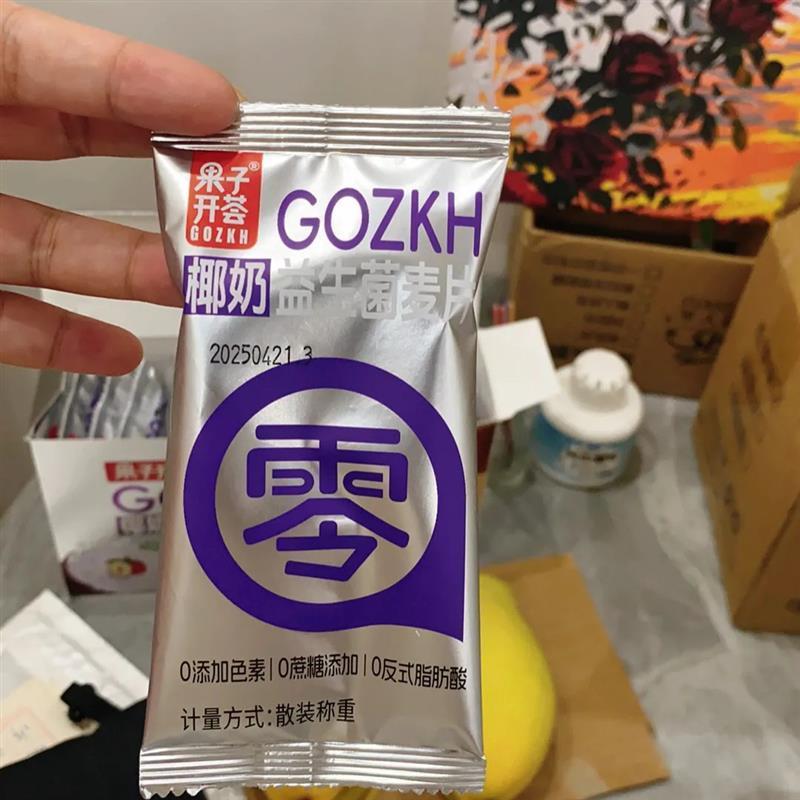 果子®
开荟
GOZKH
GOZKH
椰奶益生菌麦片
20250421 3
零
0添加色素|0蔗糖添加|0反式脂肪酸
计量方式:散装称重